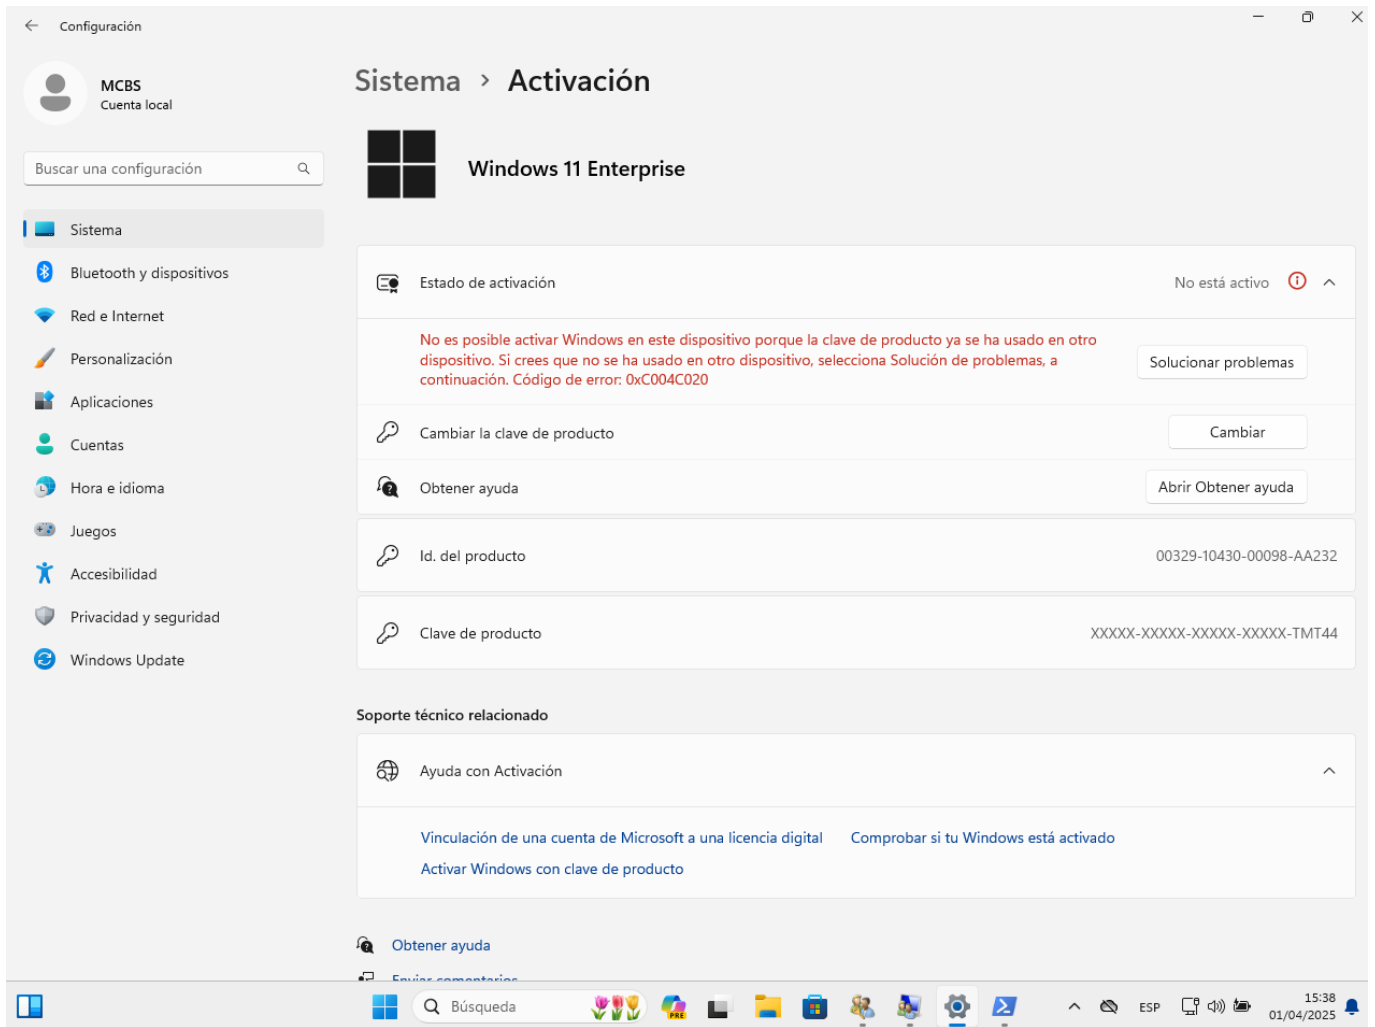 Configuración
MCBS
Cuenta local
Buscar una configuración
Sistema
Bluetooth y dispositivos
Red e Internet
Personalización
Aplicaciones
Cuentas
Hora e idioma
Juegos
Accesibilidad
Privacidad y seguridad
Windows Update
Sistema > Activación
Windows 11 Enterprise
Estado de activación No está activo
No es posible activar Windows en este dispositivo porque la clave de producto ya se ha usado en otro
dispositivo. Si crees que no se ha usado en otro dispositivo, selecciona Solución de problemas, a
continuación. Código de error: 0xC004C020
Solucionar problemas
Cambiar la clave de producto Cambiar
Obtener ayuda Abrir Obtener ayuda
Id. del producto 00329-10430-00098-AA232
Clave de producto XXXXX-XXXXX-XXXXX-XXXXX-TMT44
Soporte técnico relacionado
Ayuda con Activación
Vinculación de una cuenta de Microsoft a una licencia digital Comprobar si tu Windows está activado
Activar Windows con clave de producto
Obtener ayuda
Enviar comentarios
Búsqueda PRE ESP 15:38
01/04/2025